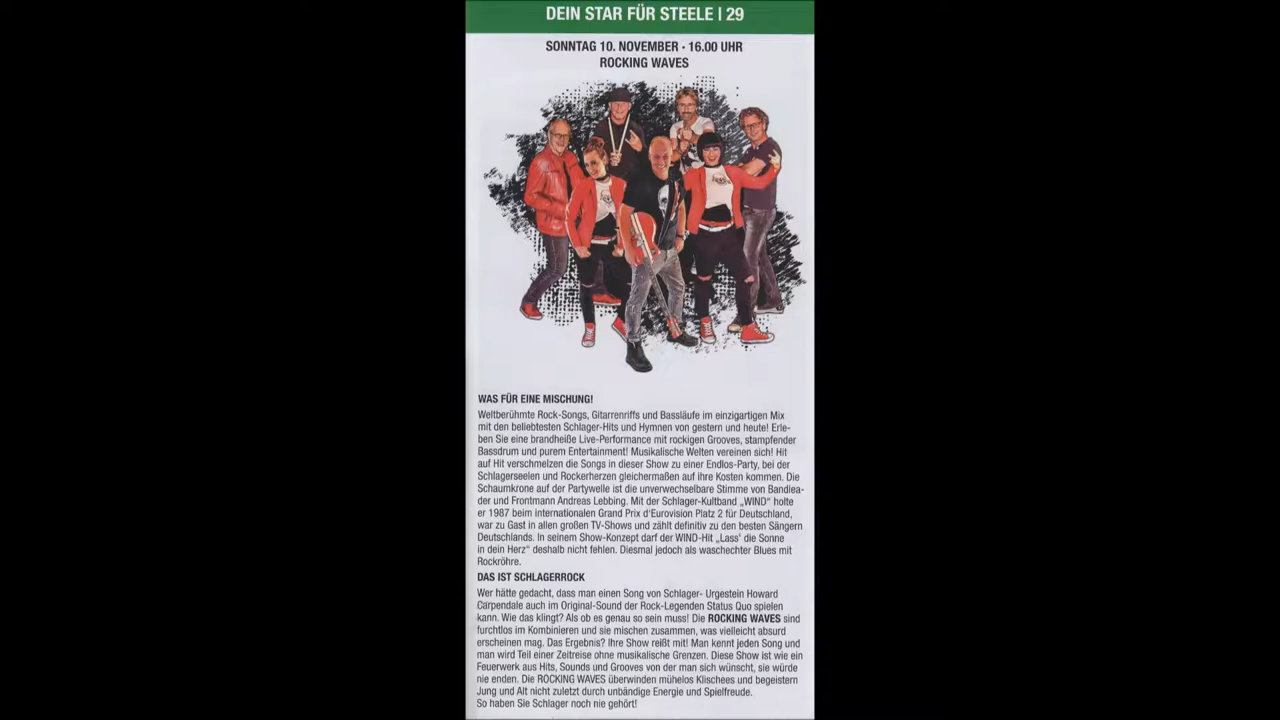 DEIN STAR FÜR STEELE | 29
SONNTAG 10. NOVEMBER · 16.00 UHR
ROCKING WAVES
WAS FÜR EINE MISCHUNG!
Weltberühmte Rock-Songs, Gitarrenriffs und Bassläufe im einzigartigen Mix
mit den beliebtesten Schlager-Hits und Hymnen von gestern und heute! Erle-
ben Sie eine brandheiße Live-Performance mit rockigen Grooves, stampfender
Bassdrum und purem Entertainment! Musikalische Welten vereinen sich! Hit
auf Hit verschmelzen die Songs in dieser Show zu einer Endlos-Party, bei der
Schlagerseelen und Rockerherzen gleichermaßen auf ihre Kosten kommen. Die
Schaumkrone auf der Partywelle ist die unverwechselbare Stimme von Bandlea-
der und Frontmann Andreas Lebbing. Mit der Schlager-Kultband „WIND“ holte
er 1987 beim internationalen Grand Prix d'Eurovision Platz 2 für Deutschland,
war zu Gast in allen großen TV-Shows und zählt definitiv zu den besten Sängern
Deutschlands. In seinem Show-Konzept darf der WIND-Hit „Lass' die Sonne
in dein Herz“ deshalb nicht fehlen. Diesmal jedoch als waschechter Blues mit
Rockröhre.
DAS IST SCHLAGERROCK
Wer hätte gedacht, dass man einen Song von Schlager- Urgestein Howard
Carpendale auch im Original-Sound der Rock-Legenden Status Quo spielen
kann. Wie das klingt? Als ob es genau so sein muss! Die ROCKING WAVES sind
furchtlos im Kombinieren und sie mischen zusammen, was vielleicht absurd
erscheinen mag. Das Ergebnis? Ihre Show reißt mit! Man kennt jeden Song und
man wird Teil einer Zeitreise ohne musikalische Grenzen. Diese Show ist wie ein
Feuerwerk aus Hits, Sounds und Grooves von der man sich wünscht, sie würde
nie enden. Die ROCKING WAVES überwinden mühelos Klischees und begeistern
Jung und Alt nicht zuletzt durch unbändige Energie und Spielfreude.
So haben Sie Schlager noch nie gehört!